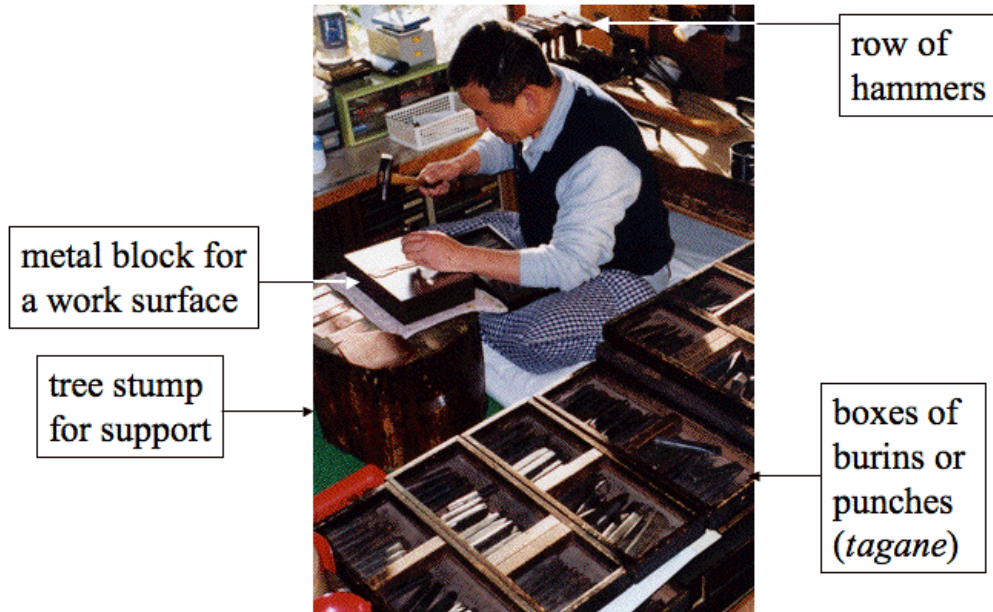 row of
hammers
metal block for
a work surface
tree stump
for support
boxes of
burins or
punches
(tagane)